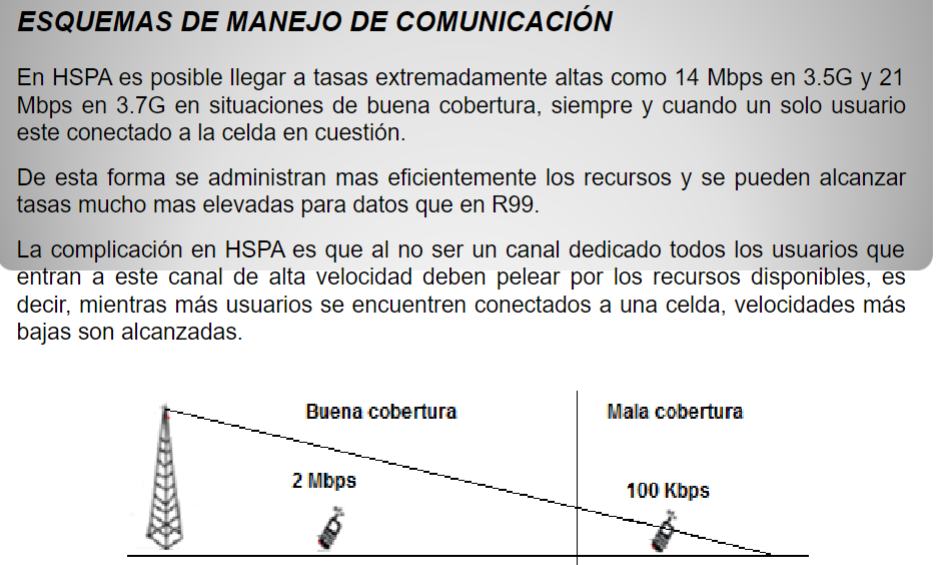 ESQUEMAS DE MANEJO DE COMUNICACIÓN
En HSPA es posible llegar a tasas extremadamente altas como 14 Mbps en 3.5G y 21
Mbps en 3.7G en situaciones de buena cobertura, siempre y cuando un solo usuario
este conectado a la celda en cuestión.
De esta forma se administran mas eficientemente los recursos y se pueden alcanzar
tasas mucho mas elevadas para datos que en R99.
La complicación en HSPA es que al no ser un canal dedicado todos los usuarios que
entran a este canal de alta velocidad deben pelear por los recursos disponibles, es
decir, mientras más usuarios se encuentren conectados a una celda, velocidades más
bajas son alcanzadas.
Buena cobertura
Mala cobertura
2 Mbps
100 Kbps